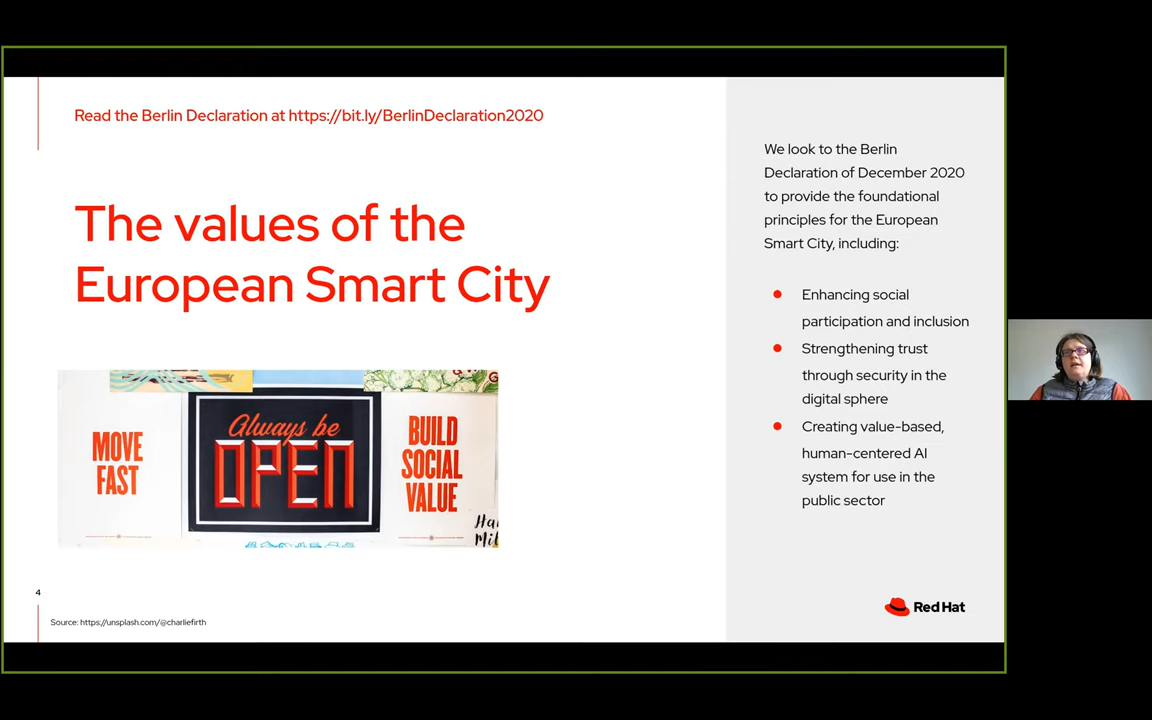 Read the Berlin Declaration at https://bit.ly/BerlinDeclaration2020
The values of the
European Smart City
MOVE
FAST
Always be
OPEN
BUILD
SOCIAL
VALUE
4
Source: https://unsplash.com/@charliefirth
We look to the Berlin
Declaration of December 2020
to provide the foundational
principles for the European
Smart City, including:
Enhancing social
participation and inclusion
Strengthening trust
through security in the
digital sphere
Creating value-based,
human-centered AI
system for use in the
public sector
Red Hat